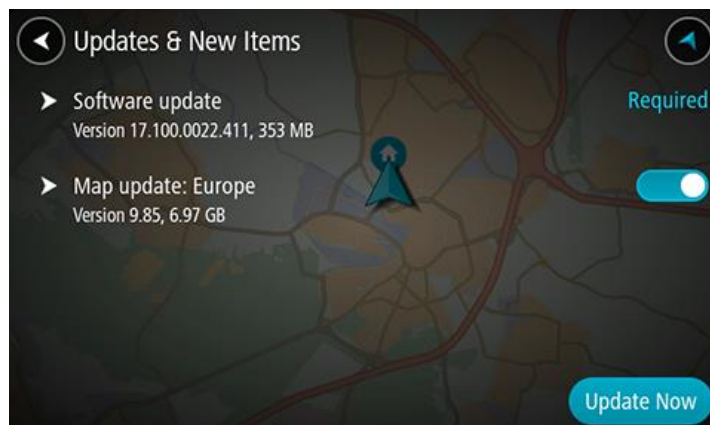 Updates & New Items
Software update
Required
Version 17.100.0022.411, 353 MB
Map update: Europe
Version 9.85, 6.97 GB
Update Now